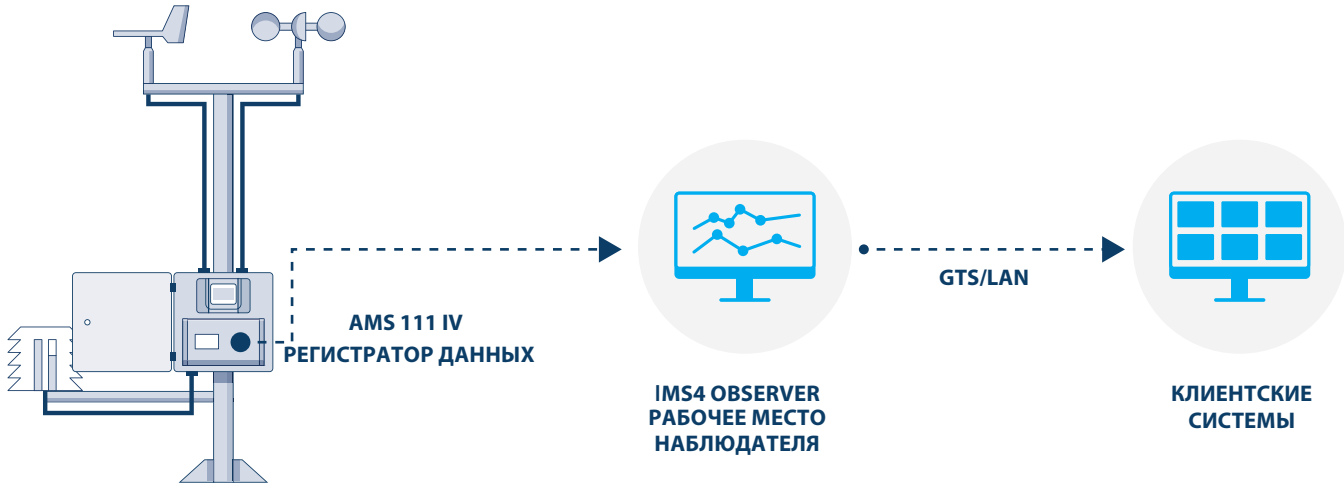 AMS 111 IV
РЕГИСТРАТОР ДАННЫХ
IMS4 OBSERVER
РАБОЧЕЕ МЕСТО
НАБЛЮДАТЕЛЯ
GTS/LAN
КЛИЕНТСКИЕ
СИСТЕМЫ